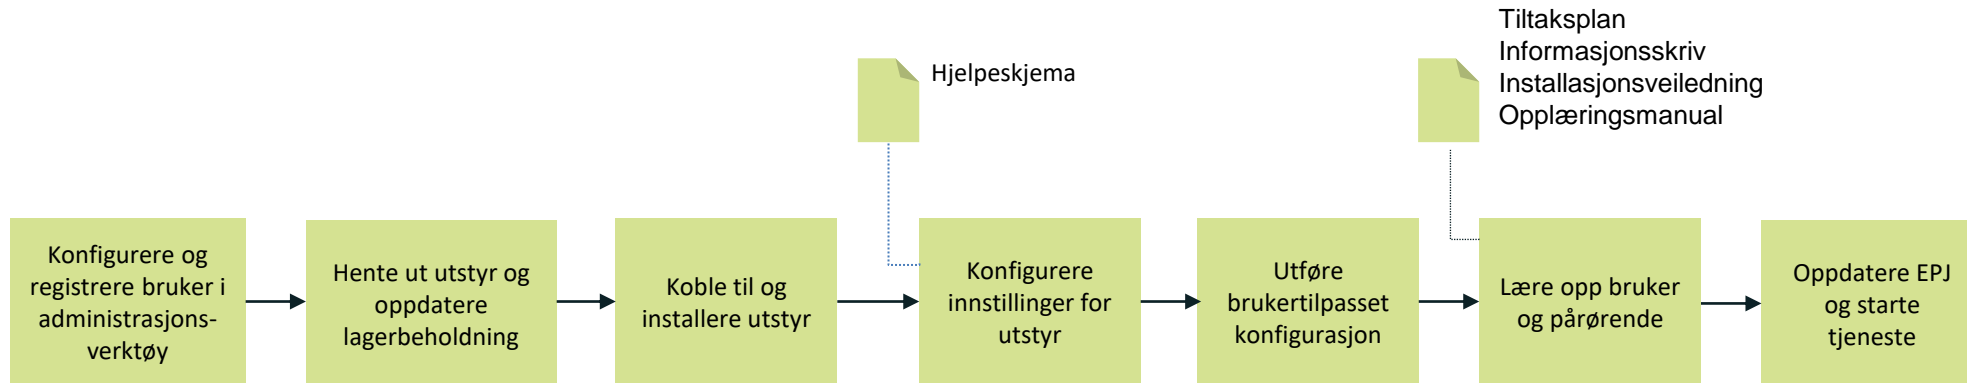 Tiltaksplan
Informasjonsskriv
Installasjonsveiledning
Opplæringsmanual
Hjelpeskjema
Konfigurere og
registrere bruker i
administrasjons-
verktøy
Hente ut utstyr og
oppdatere
lagerbeholdning
Koble til og
installere utstyr
Konfigurere
innstillinger for
utstyr
Utføre
brukertilpasset
konfigurasjon
Lære opp bruker
og pårørende
Oppdatere EPJ
og starte
tjeneste